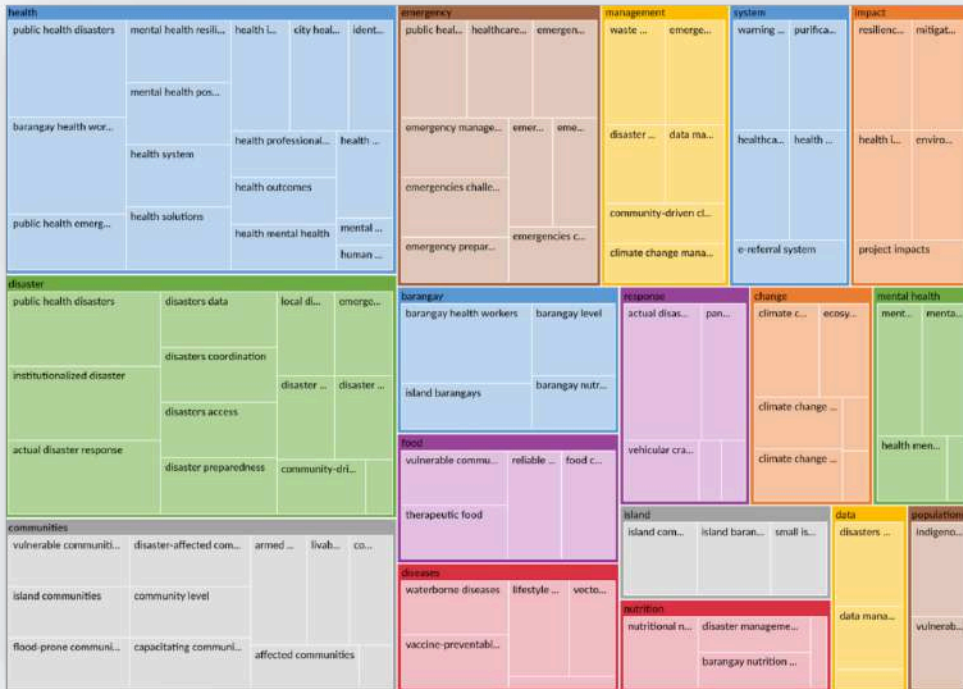 health
public health disasters
mental health resili...
health i...
city heal...
ident...
mental health pos...
barangay health wor...
health system
health professional...
health ...
health outcomes
public health emerg...
health solutions
health mental health
mental ...
human ...
emergency
public heal...
healthcare...
emergen...
emergency manage...
emer...
eme...
emergencies challe...
emergency prepar...
emergencies c...
management
waste ...
emerge...
disaster ...
data ma...
community-driven cl...
climate change mana...
system
warning ...
purifica...
healthca...
health ...
e-referral system
impact
resilienc...
mitigat...
health i...
enviro...
project impacts
disaster
public health disasters
disasters data
local di...
emerge...
disasters coordination
institutionalized disaster
disaster ...
disaster ...
disasters access
actual disaster response
disaster preparedness
community-dri...
barangay
barangay health workers
barangay level
island barangays
barangay nutr...
response
actual disas...
pan...
vehicular cra...
change
climate c...
ecosy...
climate change ...
climate change ...
mental health
ment...
menta...
health men...
food
vulnerable commu...
reliable ...
food c...
therapeutic food
communities
vulnerable communiti...
disaster-affected com...
armed ...
livab...
co...
island communities
community level
flood-prone communi...
capacitating communi...
affected communities
diseases
waterborne diseases
lifestyle ...
vecto...
vaccine-preventabl...
island
island com...
island baran...
small is...
nutrition
nutritional n...
disaster manageme...
barangay nutrition ...
data
disasters ...
data mana...
population
indigeno...
vulnerab...